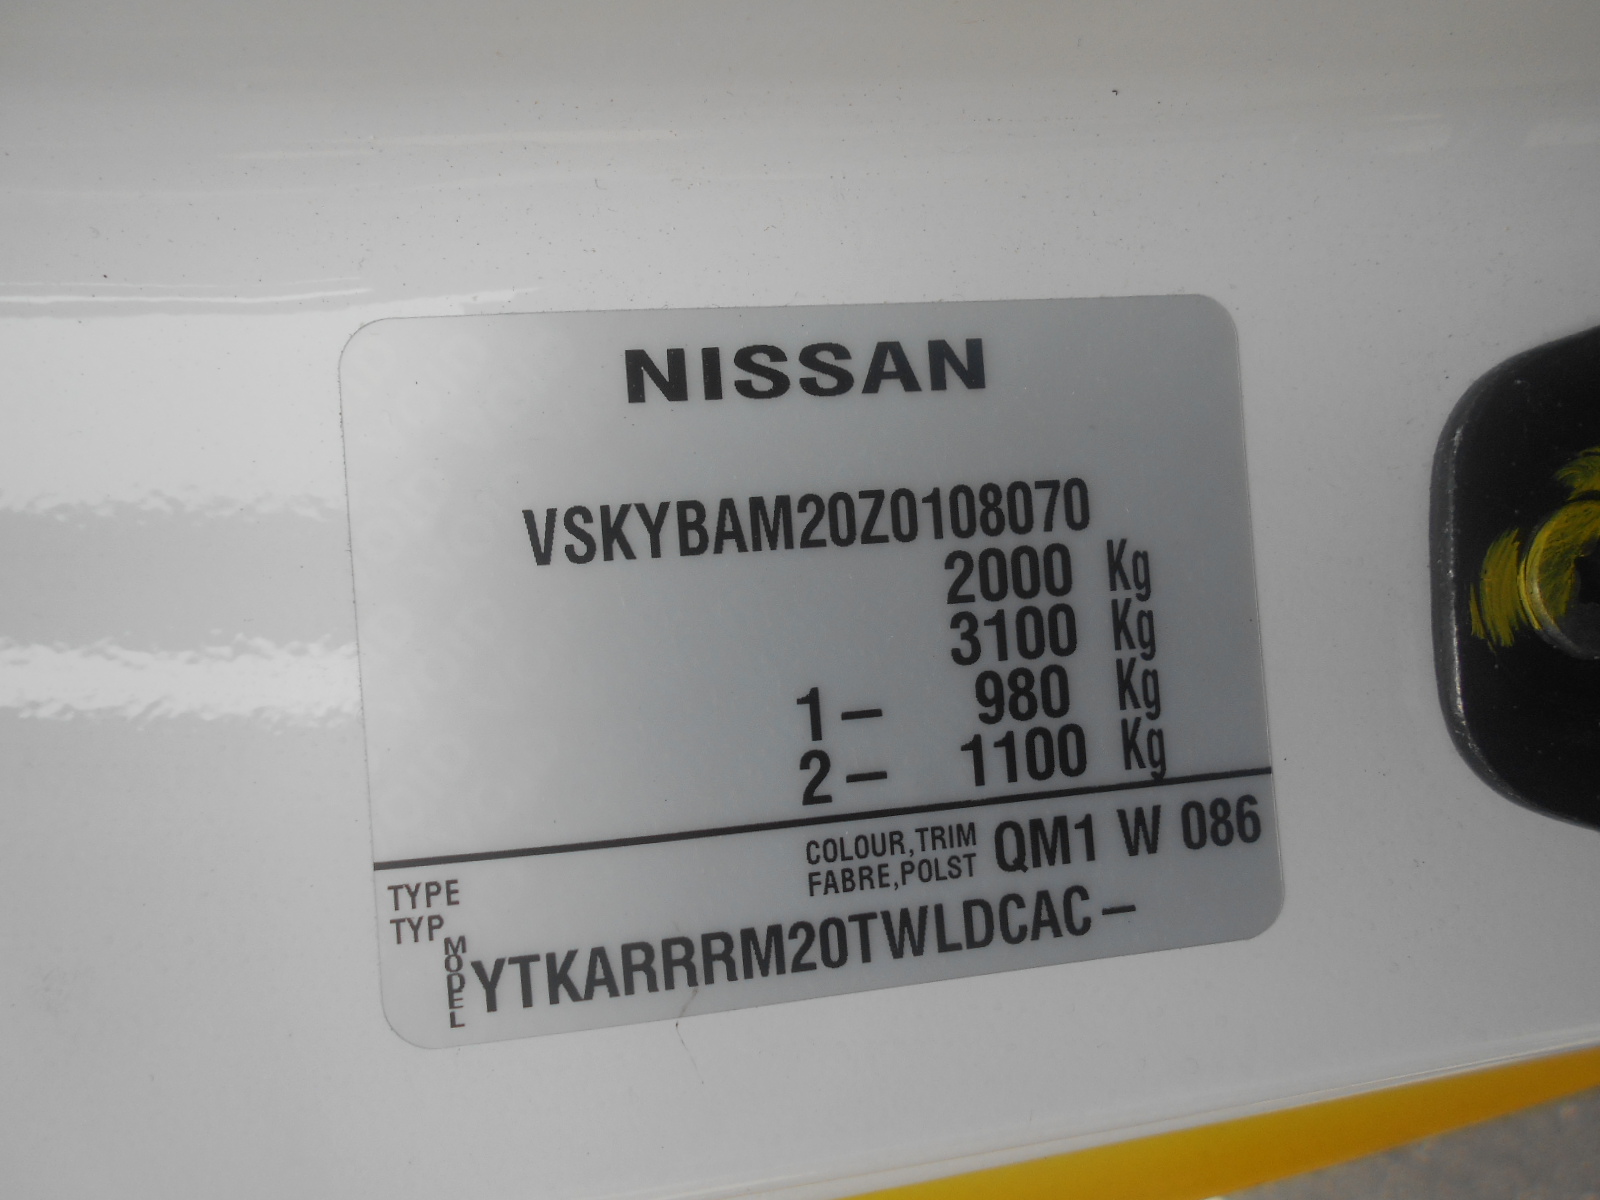 NISSAN
VSKYBAM20Z0108070
2000 Kg
3100 Kg
1 – 980 Kg
2 – 1100 Kg
COLOUR,TRIM QM1 W 086
FABRE,POLST
TYPE
TYP
MODEL YTKARRRRM20TWLDCAC –